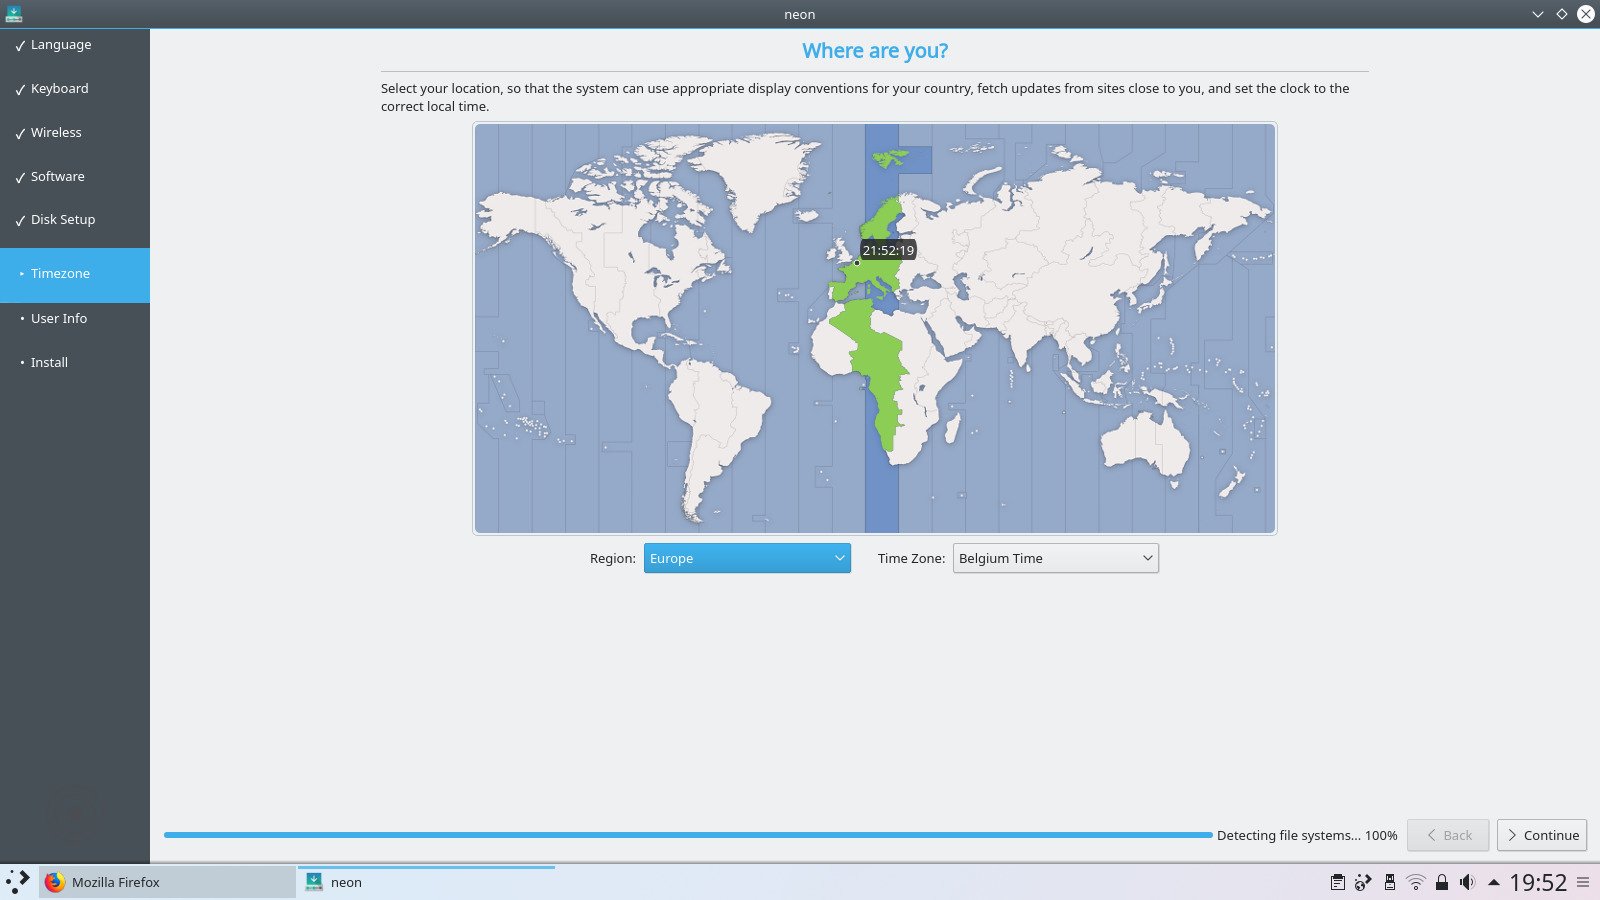 neon
Language
Keyboard
Wireless
Software
Disk Setup
Timezone
User Info
Install
Where are you?
Select your location, so that the system can use appropriate display conventions for your country, fetch updates from sites close to you, and set the clock to the
correct local time.
21:52:19
Region: Europe Time Zone: Belgium Time
Detecting file systems... 100% Back Continue
Mozilla Firefox neon 19:52